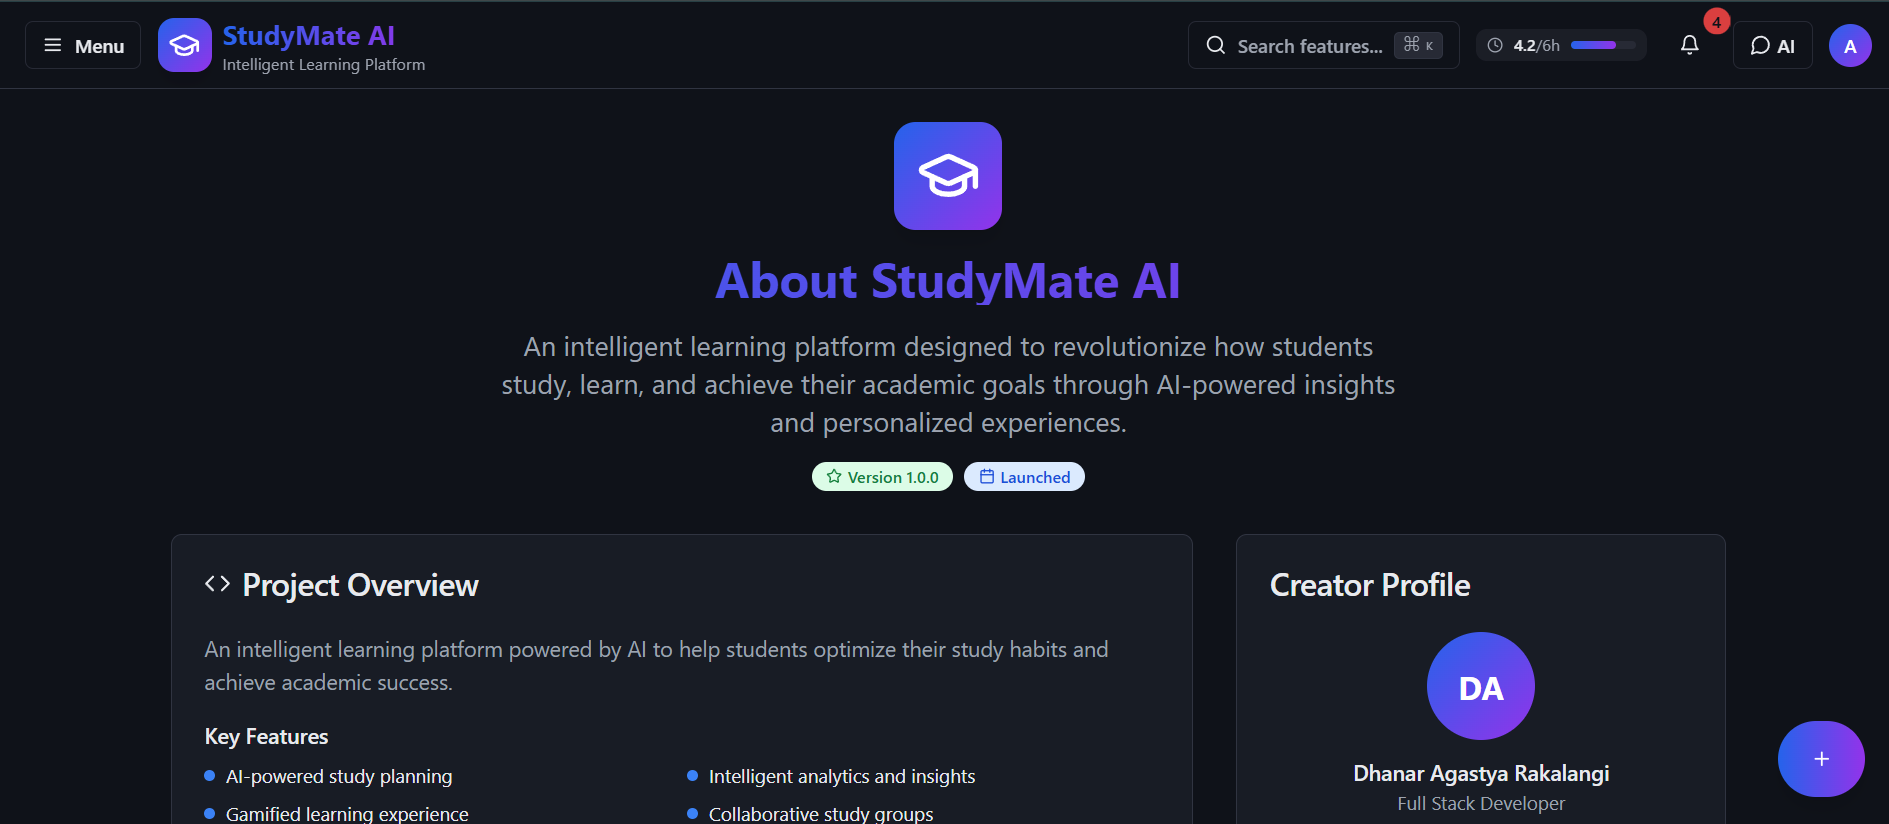 Menu
StudyMate AI
Intelligent Learning Platform
Search features...
⌘ K
4.2/6h
4
AI
A
About StudyMate AI
An intelligent learning platform designed to revolutionize how students
study, learn, and achieve their academic goals through AI-powered insights
and personalized experiences.
Version 1.0.0
Launched
Project Overview
An intelligent learning platform powered by AI to help students optimize their study habits and
achieve academic success.
Key Features
AI-powered study planning
Intelligent analytics and insights
Gamified learning experience
Collaborative study groups
Creator Profile
DA
Dhanar Agastya Rakalangi
Full Stack Developer
+